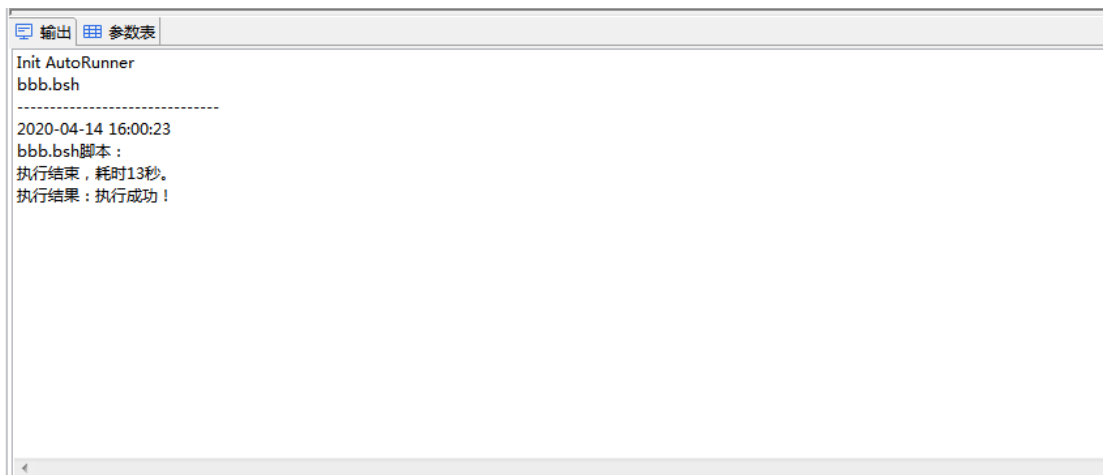 输出 参数表
Init AutoRunner
bbb.bsh
-------------------------------
2020-04-14 16:00:23
bbb.bsh脚本：
执行结束，耗时13秒。
执行结果：执行成功！